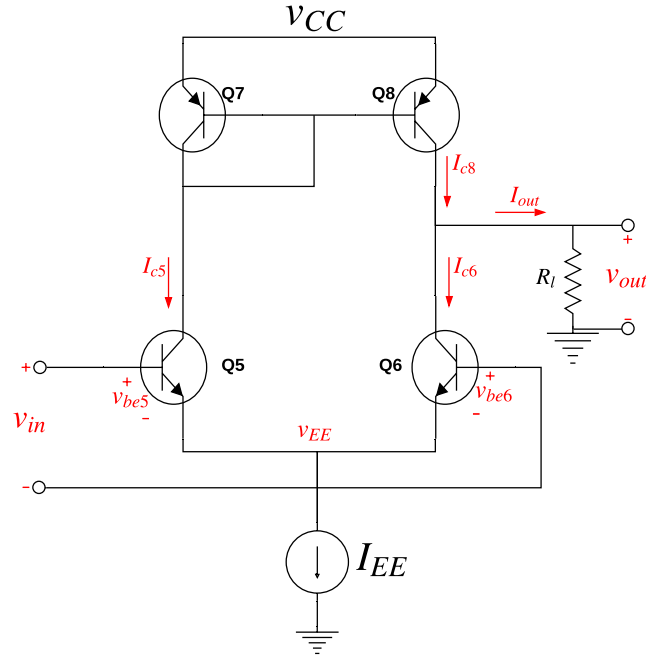 vCC
Q7
Q8
Ic8
Iout
+
Ic5
Ic6
Rl
vout
-
Q5
Q6
+
+
vbe5
-
+
vbe6
-
vin
vEE
-
IEE